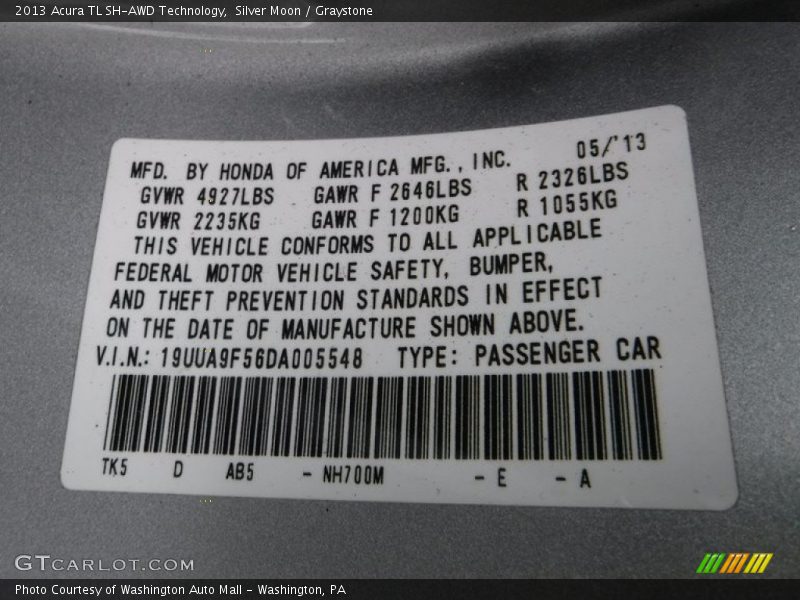 2013 Acura TL SH-AWD Technology,  Silver Moon / Graystone
05/'13
MFD. BY HONDA OF AMERICA MFG., INC.
GVWR 4927LBS GAWR F 2646LBS R 2326LBS
GVWR 2235KG GAWR F 1200KG R 1055KG
THIS VEHICLE CONFORMS TO ALL APPLICABLE
FEDERAL MOTOR VEHICLE SAFETY, BUMPER,
AND THEFT PREVENTION STANDARDS IN EFFECT
ON THE DATE OF MANUFACTURE SHOWN ABOVE.
V.I.N.: 19UUA9F56DA005548 TYPE: PASSENGER CAR
TK5 D AB5 - NH700M - E - A
GTCARLOT.COM
Photo Courtesy of Washington Auto Mall - Washington, PA